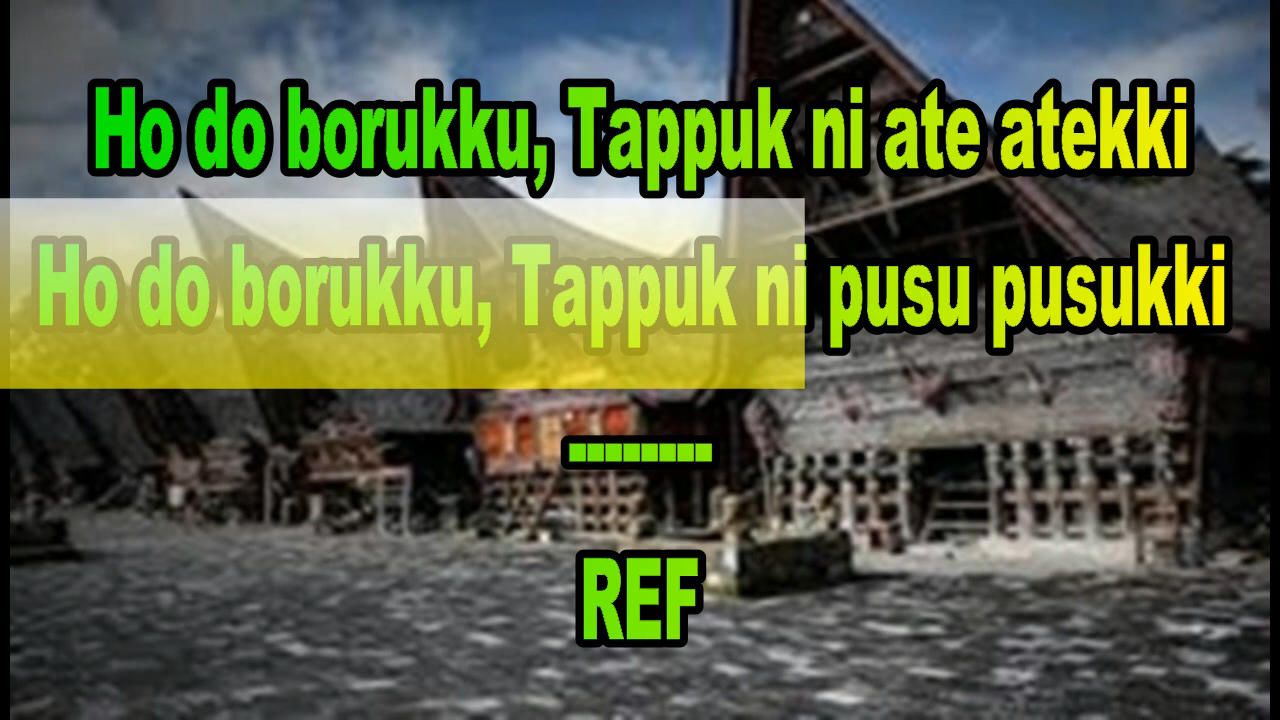 Ho do borukku, Tappuk ni ate atekki
Ho do borukku, Tappuk ni pusu pusukki
--------
REF